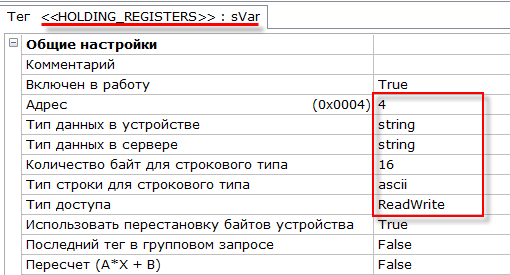 Тег <<HOLDING_REGISTERS>> : sVar
Общие настройки
Комментарий
Включен в работу True
Адрес (0x0004) 4
Тип данных в устройстве string
Тип данных в сервере string
Количество байт для строкового типа 16
Тип строки для строкового типа ascii
Тип доступа ReadWrite
Использовать перестановку байтов устройства True
Последний тег в групповом запросе False
Пересчет (A*X + B) False